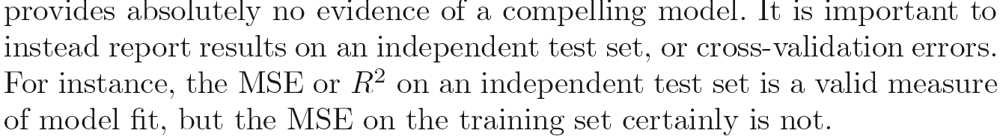 provides absolutely no evidence of a compelling model. It is important to
instead report results on an independent test set, or cross-validation errors.
For instance, the MSE or R² on an independent test set is a valid measure
of model fit, but the MSE on the training set certainly is not.